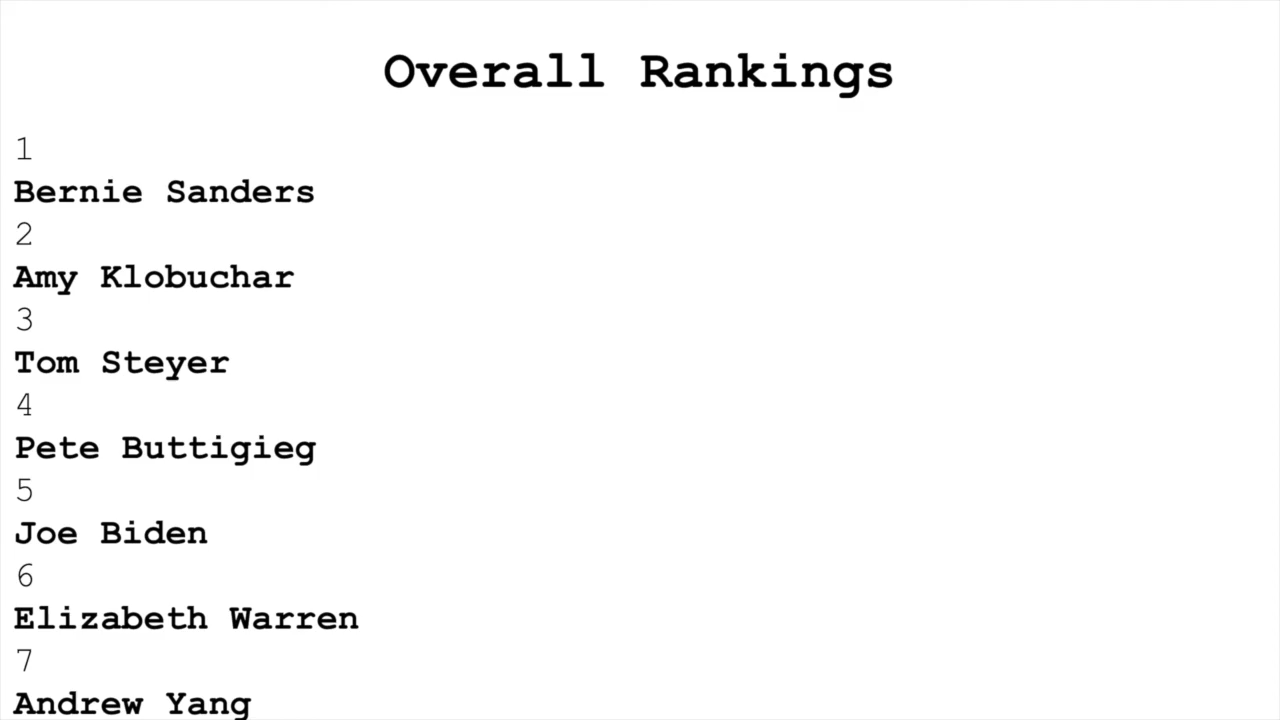 Overall Rankings
1
Bernie Sanders
2
Amy Klobuchar
3
Tom Steyer
4
Pete Buttigieg
5
Joe Biden
6
Elizabeth Warren
7
Andrew Yang